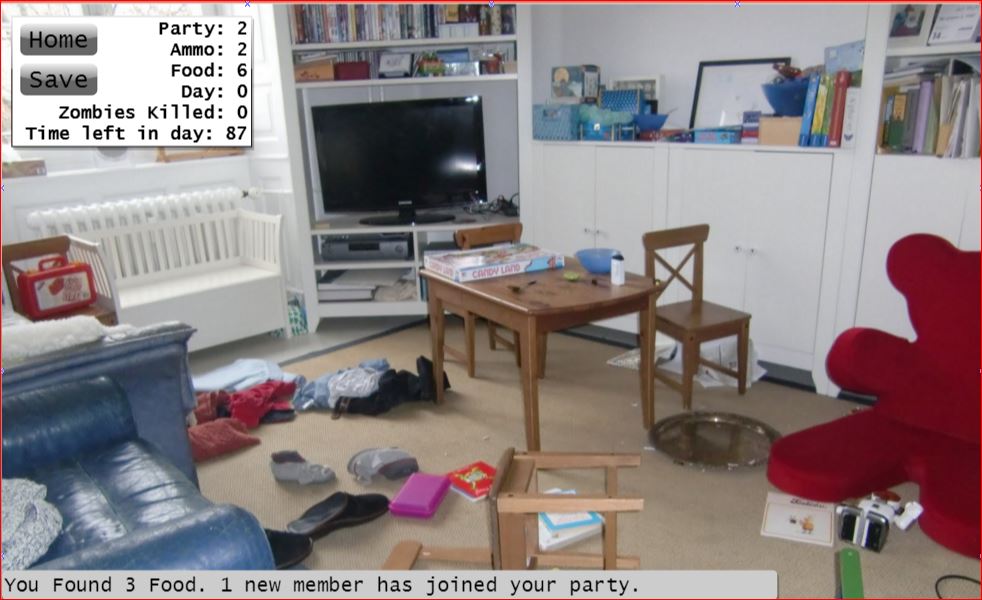 Home
Save
Party: 2
Ammo: 2
Food: 6
Day: 0
Zombies Killed: 0
Time left in day: 87
CANDY LAND
You Found 3 Food. 1 new member has joined your party.